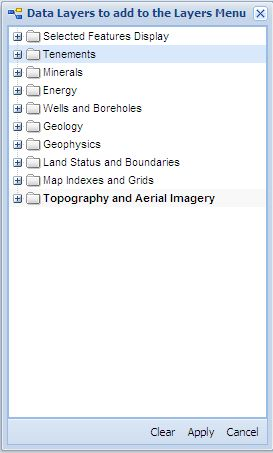 Data Layers to add to the Layers Menu
Selected Features Display
Tenements
Minerals
Energy
Wells and Boreholes
Geology
Geophysics
Land Status and Boundaries
Map Indexes and Grids
Topography and Aerial Imagery
Clear Apply Cancel